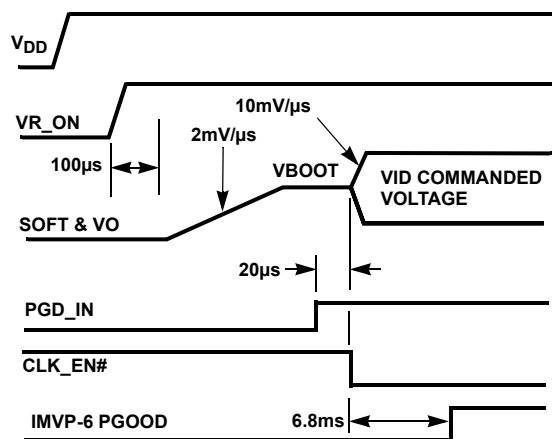 VDD
10mV/µs
VR_ON
2mV/µs
100µs
VBOOT
VID COMMANDED
VOLTAGE
SOFT & VO
20µs
PGD_IN
CLK_EN#
IMVP-6 PGOOD
6.8ms